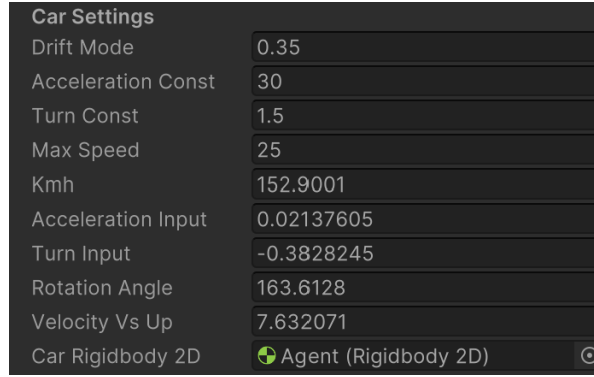 Car Settings
Drift Mode 0.35
Acceleration Const 30
Turn Const 1.5
Max Speed 25
Kmh 152.9001
Acceleration Input 0.02137605
Turn Input -0.3828245
Rotation Angle 163.6128
Velocity Vs Up 7.632071
Car Rigidbody 2D Agent (Rigidbody 2D)